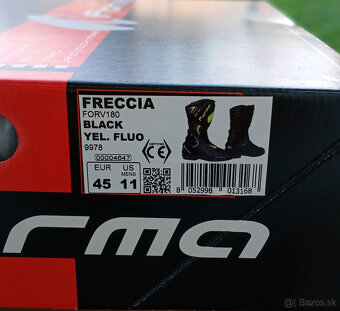 FRECCIA
FORV180
BLACK
YEL. FLUO
9978
00004647
CE
EUR US
MENS
45 11
8 052998 013168
rma
© Bazos.sk